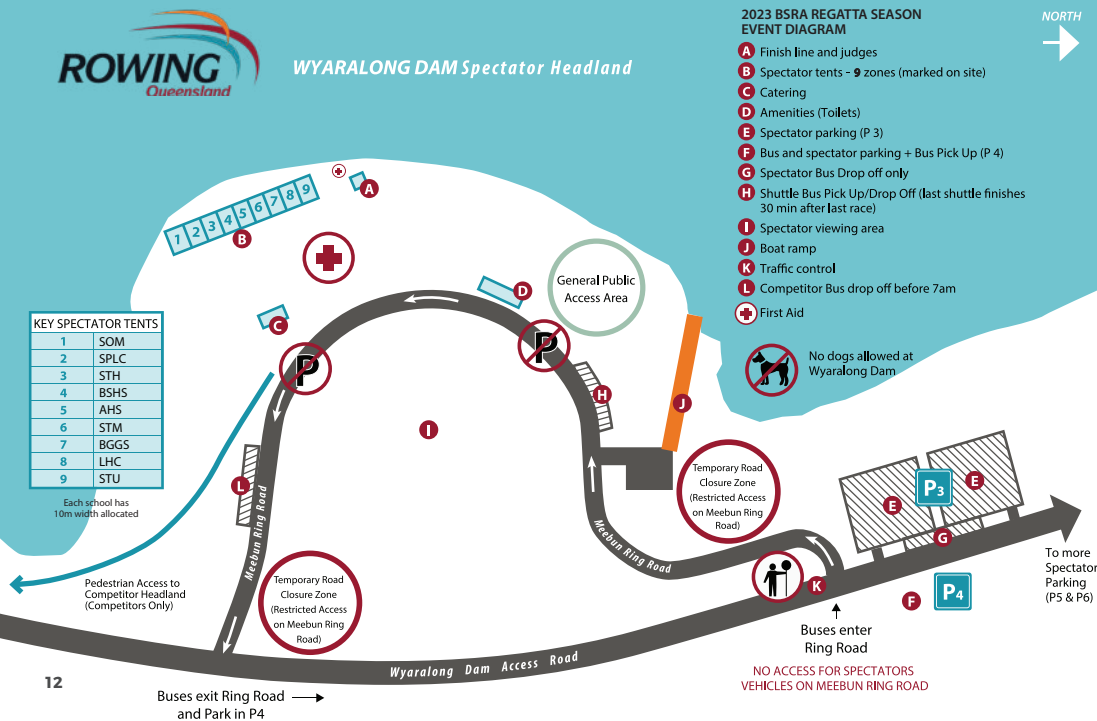 ROWING
Queensland
WYARALONG DAM Spectator Headland
2023 BSRA REGATTA SEASON
EVENT DIAGRAM
NORTH
A Finish line and judges
B Spectator tents - 9 zones (marked on site)
C Catering
D Amenities (Toilets)
E Spectator parking (P 3)
F Bus and spectator parking + Bus Pick Up (P 4)
G Spectator Bus Drop off only
H Shuttle Bus Pick Up/Drop Off (last shuttle finishes
30 min after last race)
I Spectator viewing area
J Boat ramp
K Traffic control
L Competitor Bus drop off before 7am
First Aid
No dogs allowed at
Wyaralong Dam
A
1 2 3 4 5 6 7 8 9
B
General Public
Access Area
D
C
P
P
KEY SPECTATOR TENTS
1 SOM
2 SPLC
3 STH
4 BSHS
5 AHS
6 STM
7 BGGS
8 LHC
9 STU
Each school has
10m width allocated
H
J
I
L
Meebun Ring Road
Temporary Road
Closure Zone
(Restricted Access
on Meebun Ring
Road)
Meebun Ring Road
P3
E
E
G
To more
Spectator
Parking
(P5 & P6)
Pedestrian Access to
Competitor Headland
(Competitors Only)
Temporary Road
Closure Zone
(Restricted Access
on Meebun Ring
Road)
K
F
P4
Buses enter
Ring Road
Wyaralong Dam Access Road
NO ACCESS FOR SPECTATORS
VEHICLES ON MEEBUN RING ROAD
12
Buses exit Ring Road
and Park in P4